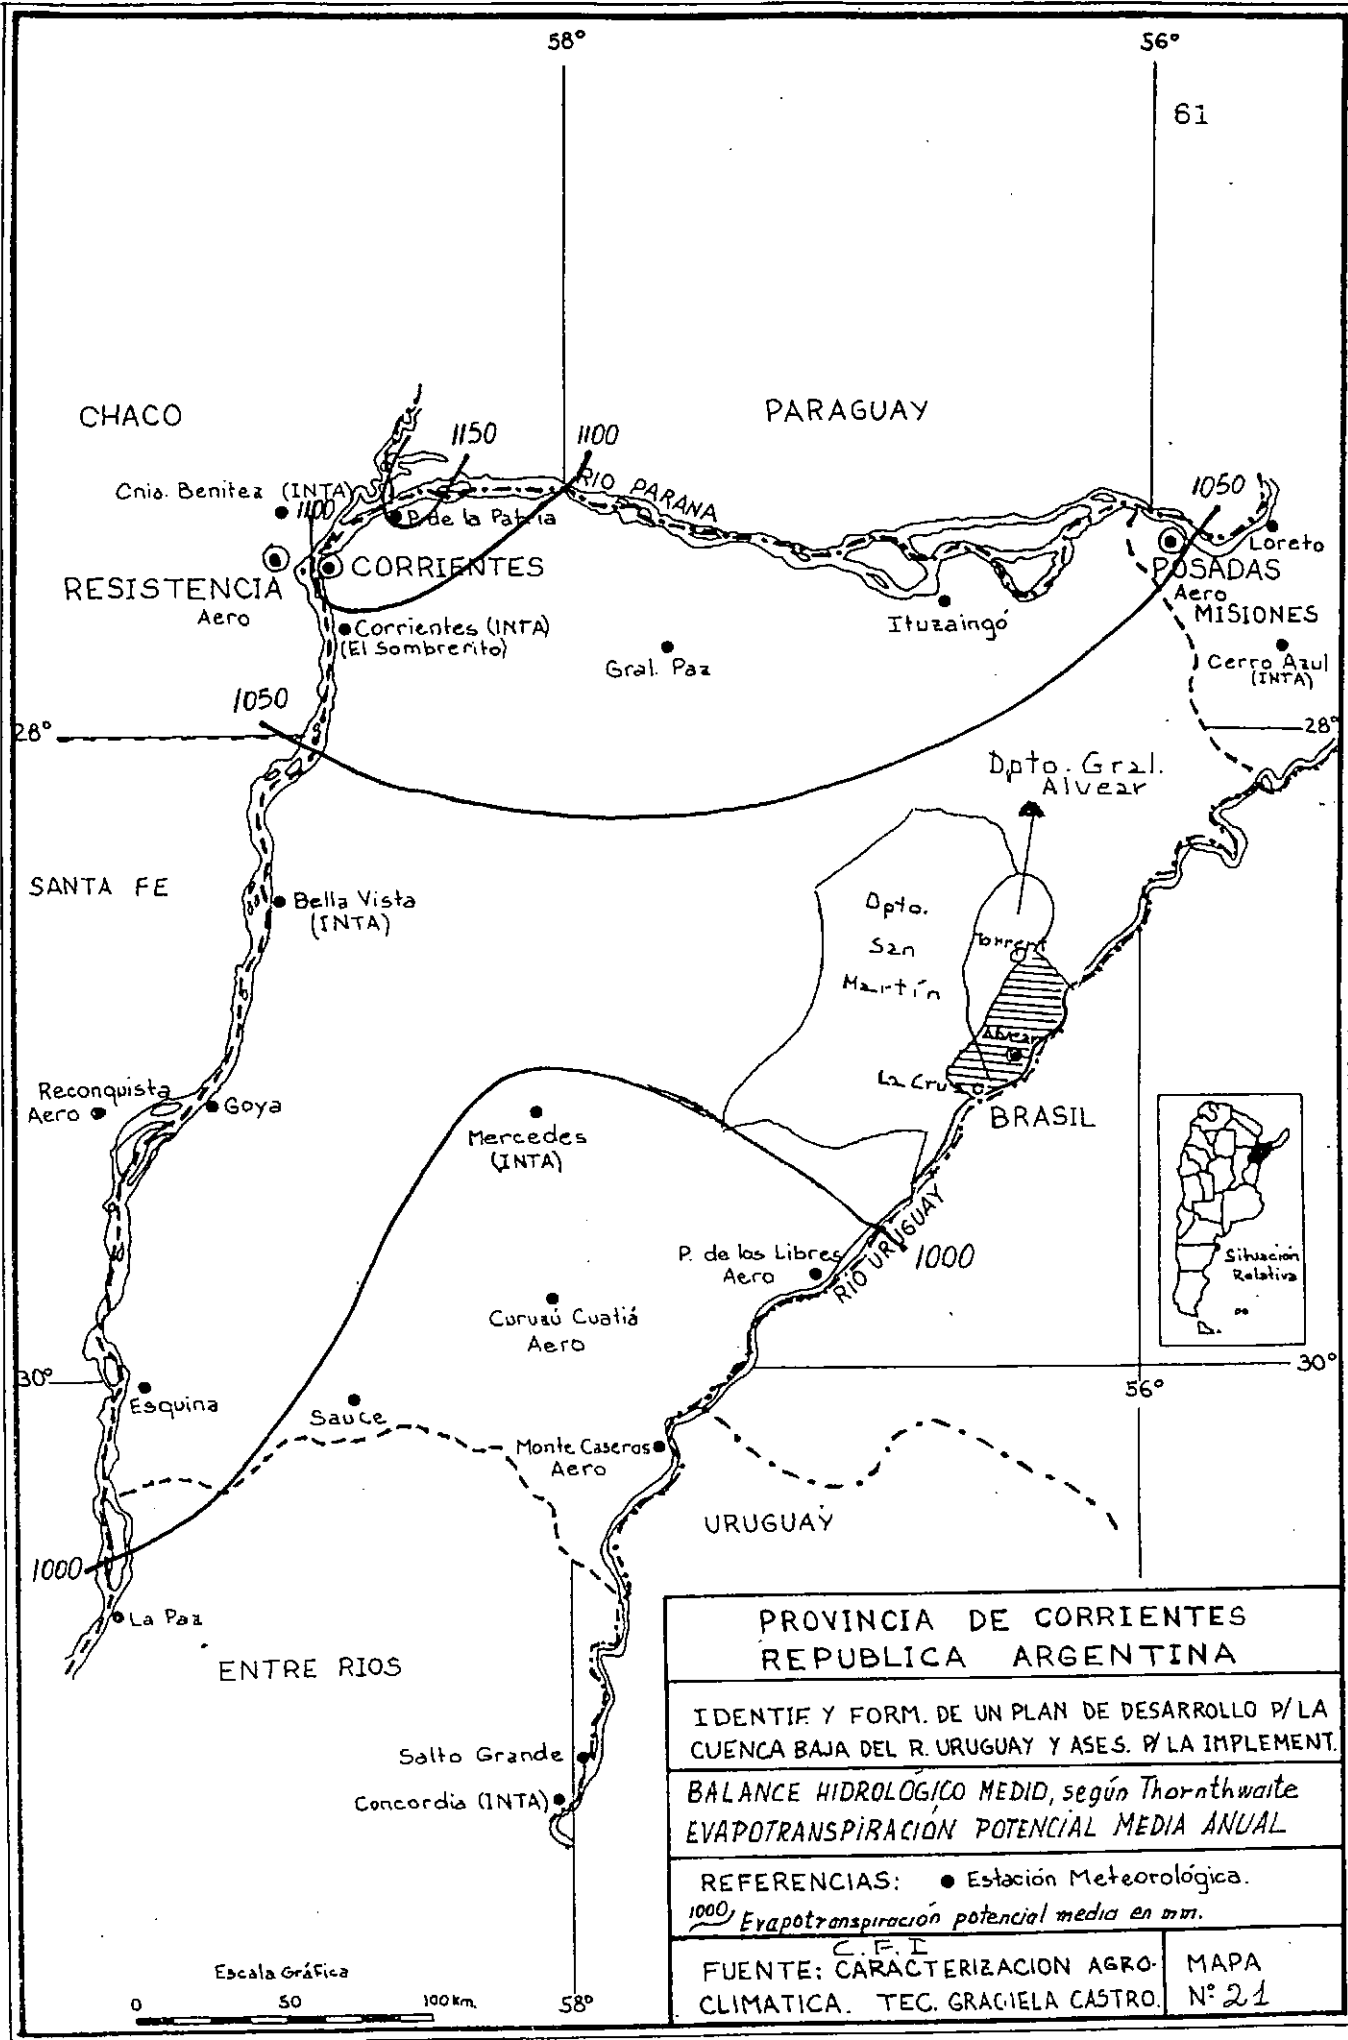 58°
56°
61
CHACO
PARAGUAY
1150
1100
Cnia. Benitez (INTA)
1100
P. de la Patria
RIO PARANA
1050
Loreto
CORRIENTES
POSADAS
Aero
RESISTENCIA
Aero
MISIONES
Corrientes (INTA)
(El Sombrerito)
Ituzaingó
Gral. Paz
Cerro Azul
(INTA)
1050
28°
28°
Dpto. Gral.
Alvear
SANTA FE
Bella Vista
(INTA)
Dpto.
San
Martín
Torrent
Alvear
La Cruz
Reconquista
Aero
Goya
BRASIL
Mercedes
(INTA)
P. de los Libres
Aero
RIO URUGUAY
1000
Situación
Relativa
Curuzú Cuatiá
Aero
30°
30°
56°
Esquina
Sauce
Monte Caseros
Aero
URUGUAY
1000
La Paz
ENTRE RIOS
Salto Grande
Concordia (INTA)
58°
Escala Gráfica
0 50 100 km.
PROVINCIA DE CORRIENTES
REPUBLICA ARGENTINA
IDENTIF. Y FORM. DE UN PLAN DE DESARROLLO P/ LA
CUENCA BAJA DEL R. URUGUAY Y ASES. P/ LA IMPLEMENT.
BALANCE HIDROLÓGICO MEDIO, según Thornthwaite
EVAPOTRANSPIRACIÓN POTENCIAL MEDIA ANUAL
REFERENCIAS: ● Estación Meteorológica.
1000 Evapotranspiración potencial media en mm.
C.F.I
FUENTE: CARACTERIZACION AGRO-
CLIMATICA. TEC. GRACIELA CASTRO.
MAPA
N° 21